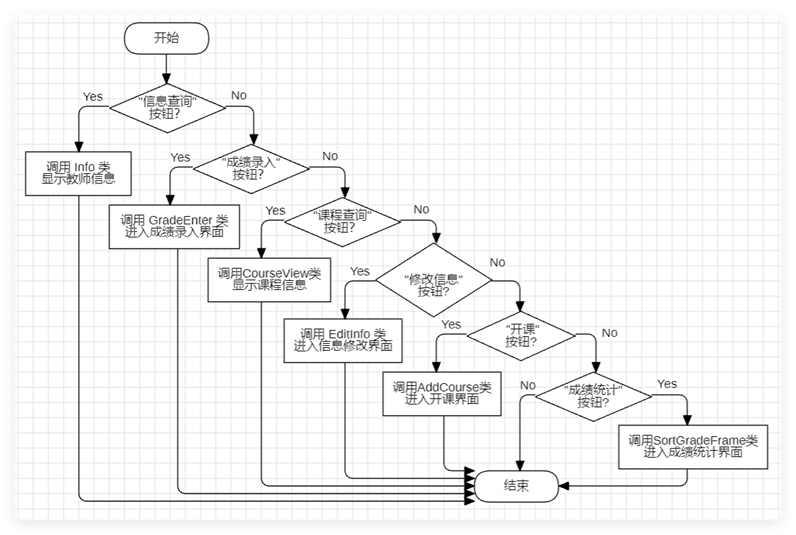 开始
"信息查询"
按钮?
Yes
No
调用 Info 类
显示教师信息
"成绩录入"
按钮?
Yes
No
调用 GradeEnter 类
进入成绩录入界面
"课程查询"
按钮?
Yes
No
调用CourseView类
显示课程信息
"修改信息"
按钮?
Yes
No
调用 EditInfo 类
进入信息修改界面
"开课"
按钮?
Yes
No
调用AddCourse类
进入开课界面
"成绩统计"
按钮?
No
Yes
调用SortGradeFrame类
进入成绩统计界面
结束